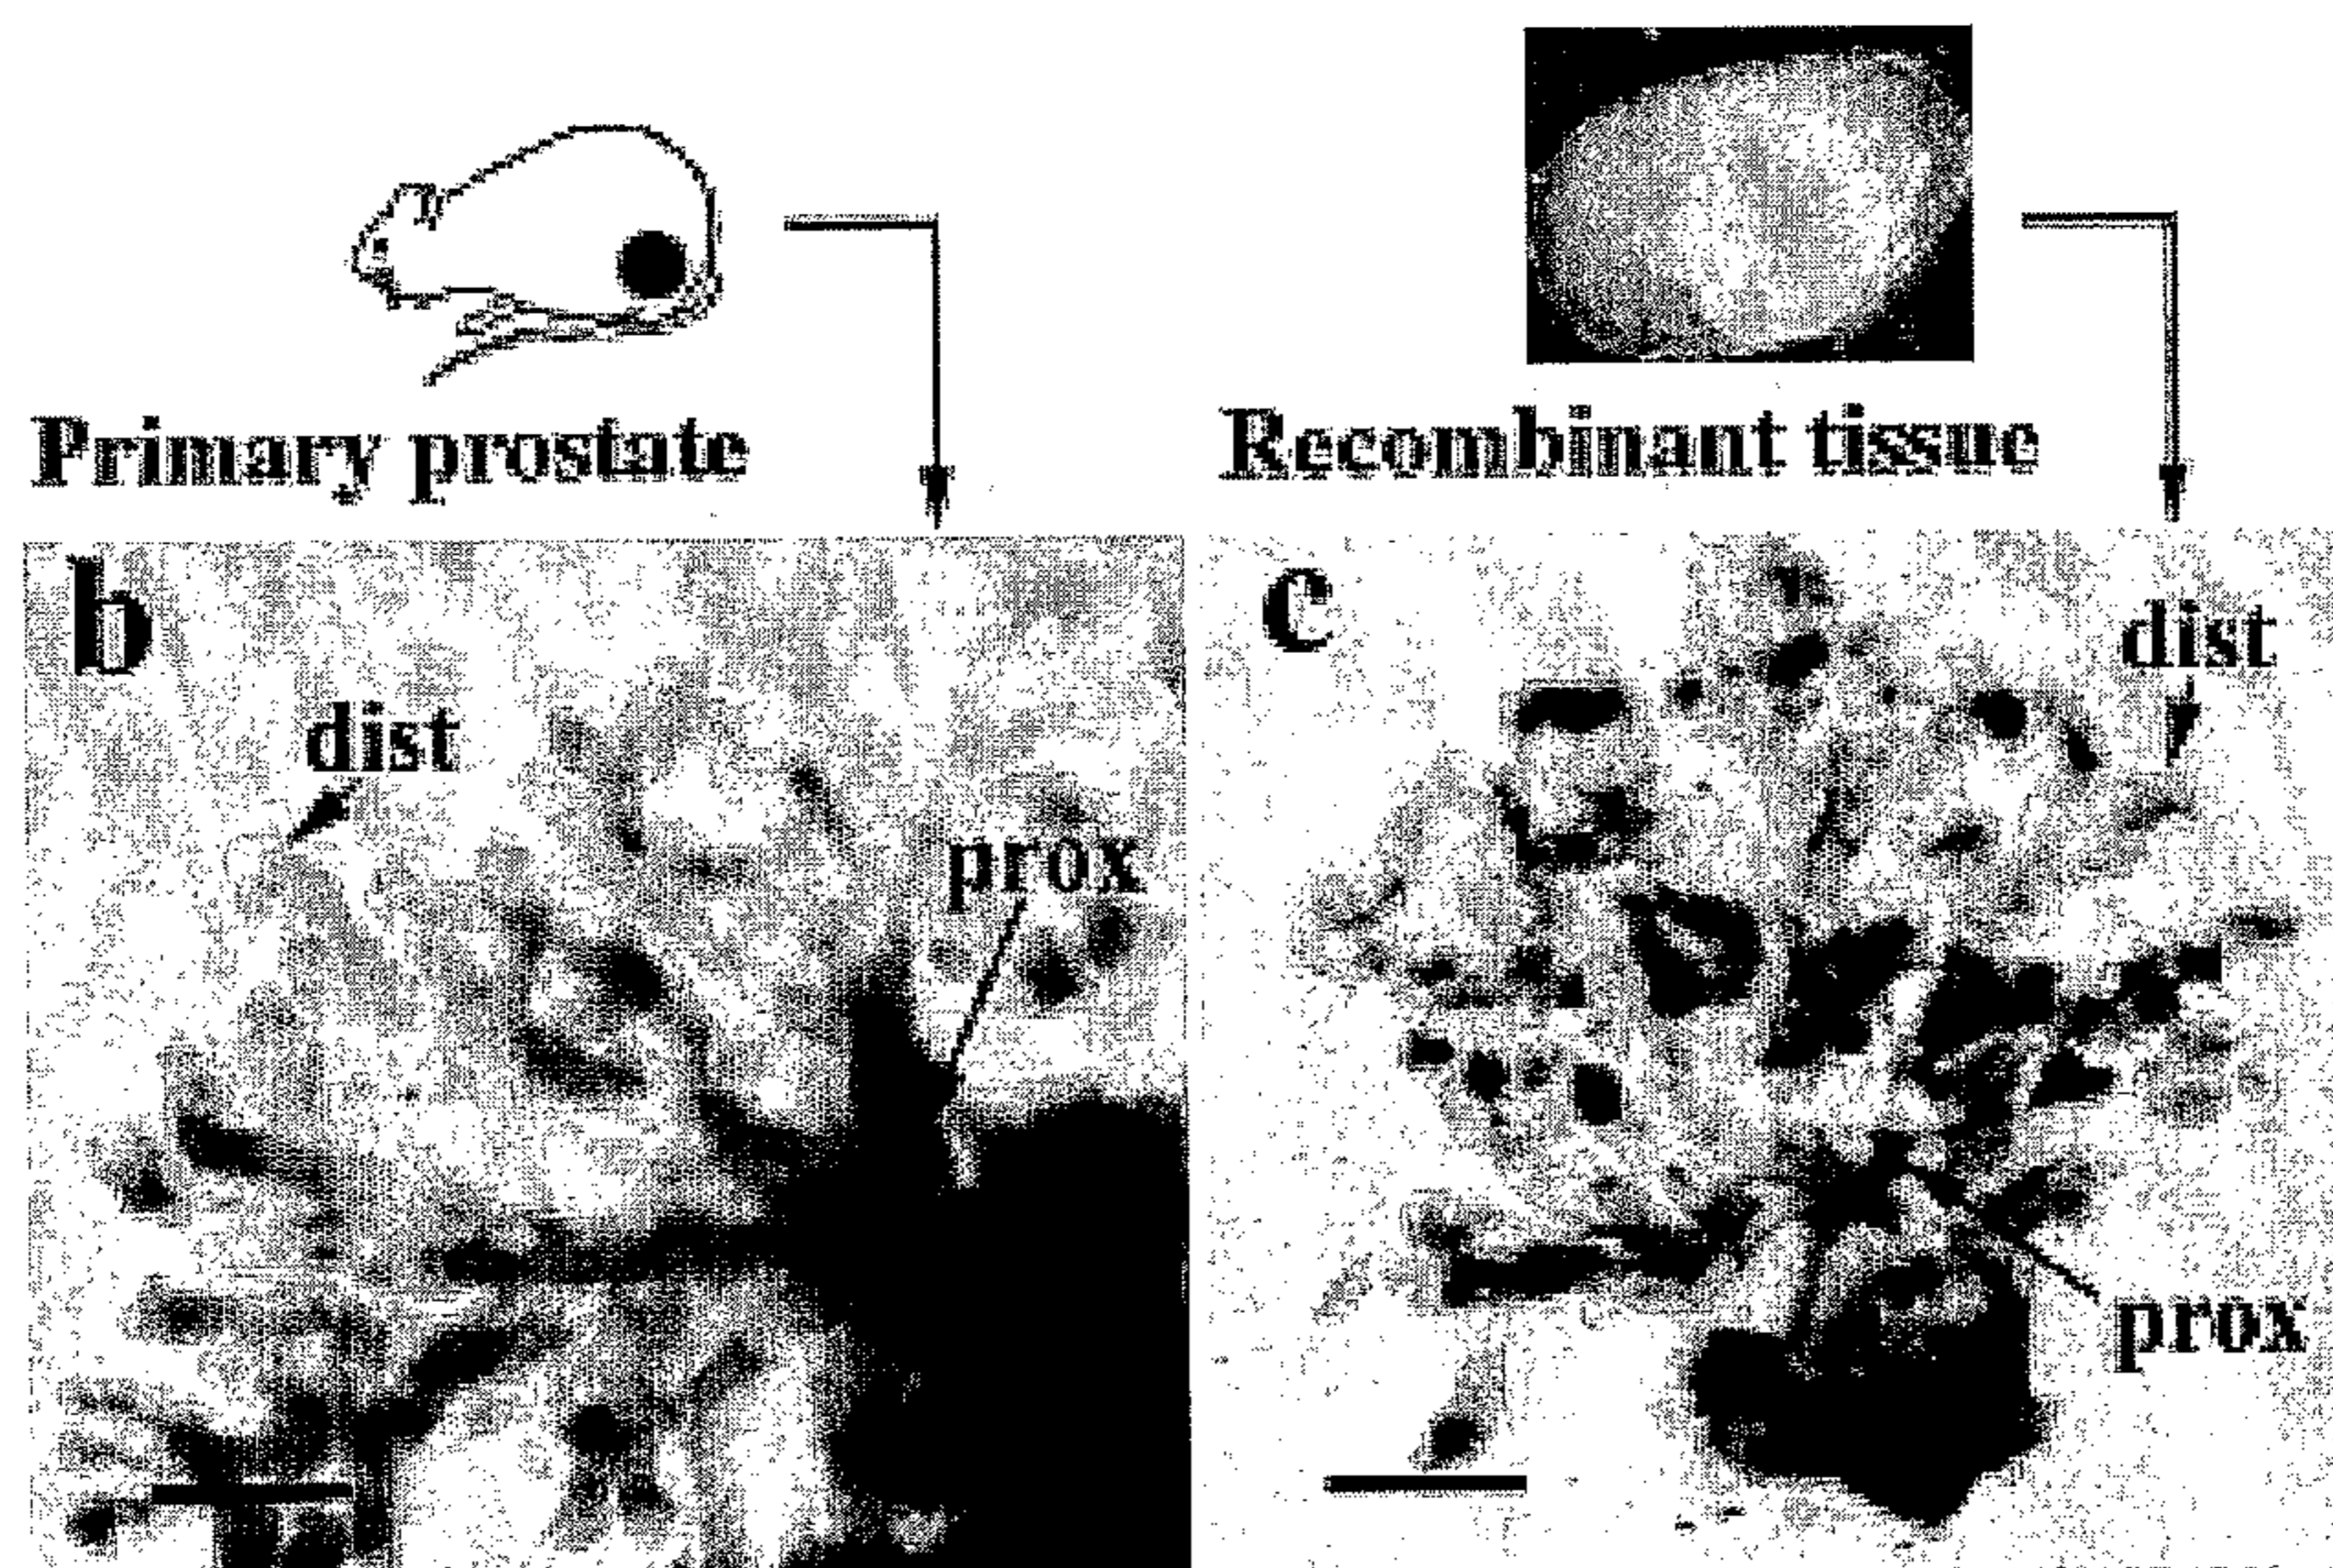 Primary prostate
Recombinant tissue
b
dist
prox
c
dist
prox